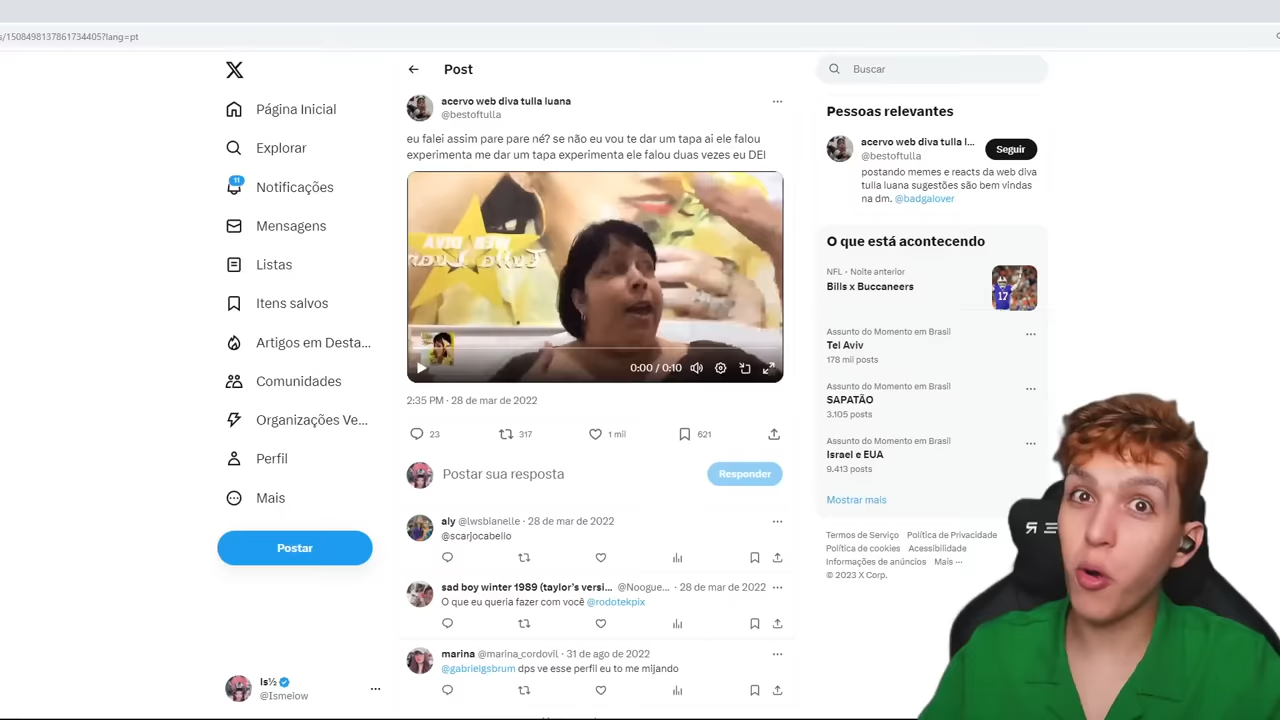 s/1508498137861734405?lang=pt
Página Inicial
Explorar
11
Notificações
Mensagens
Listas
Itens salvos
Artigos em Desta...
Comunidades
Organizações Ve...
Perfil
Mais
Postar
ls½
@lsmeiow
Post
acervo web diva tulla luana
@bestoftulla
eu falei assim pare pare né? se não eu vou te dar um tapa ai ele falou
experimenta me dar um tapa experimenta ele falou duas vezes eu DEI
WEB DIVA
0:00 / 0:10
2:35 PM · 28 de mar de 2022
23 317 1 mil 621
Postar sua resposta
Responder
aly @lwsbianelle · 28 de mar de 2022
@scarjocabello
sad boy winter 1989 (taylor's versi... @Noogue... · 28 de mar de 2022
O que eu queria fazer com você @rodotekpix
marina @marina_cordovil · 31 de ago de 2022
@gabrielgsbrum dps ve esse perfil eu to me mijando
Buscar
Pessoas relevantes
acervo web diva tulla l...
@bestoftulla
Seguir
postando memes e reacts da web diva
tulla luana sugestões são bem vindas
na dm. @badgalover
O que está acontecendo
NFL · Noite anterior
Bills x Buccaneers
17
Assunto do Momento em Brasil
Tel Aviv
178 mil posts
Assunto do Momento em Brasil
SAPATÃO
3.105 posts
Assunto do Momento em Brasil
Israel e EUA
9.413 posts
Mostrar mais
Termos de Serviço Política de Privacidade
Política de cookies Acessibilidade
Informações de anúncios Mais ···
© 2023 X Corp.